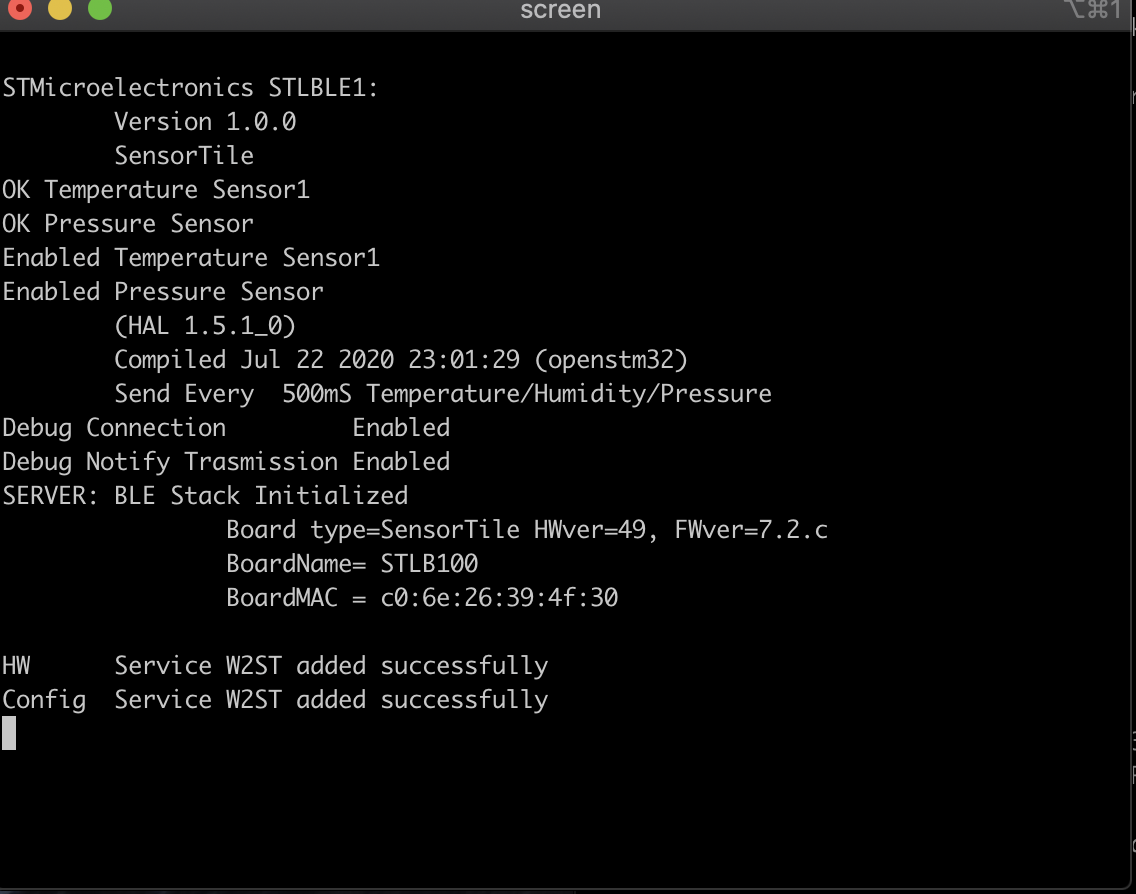 screen
⌥⌘1
STMicroelectronics STLBLE1:
Version 1.0.0
SensorTile
OK Temperature Sensor1
OK Pressure Sensor
Enabled Temperature Sensor1
Enabled Pressure Sensor
(HAL 1.5.1_0)
Compiled Jul 22 2020 23:01:29 (openstm32)
Send Every  500mS Temperature/Humidity/Pressure
Debug Connection         Enabled
Debug Notify Trasmission Enabled
SERVER: BLE Stack Initialized
Board type=SensorTile HWver=49, FWver=7.2.c
BoardName= STLB100
BoardMAC = c0:6e:26:39:4f:30
HW      Service W2ST added successfully
Config  Service W2ST added successfully